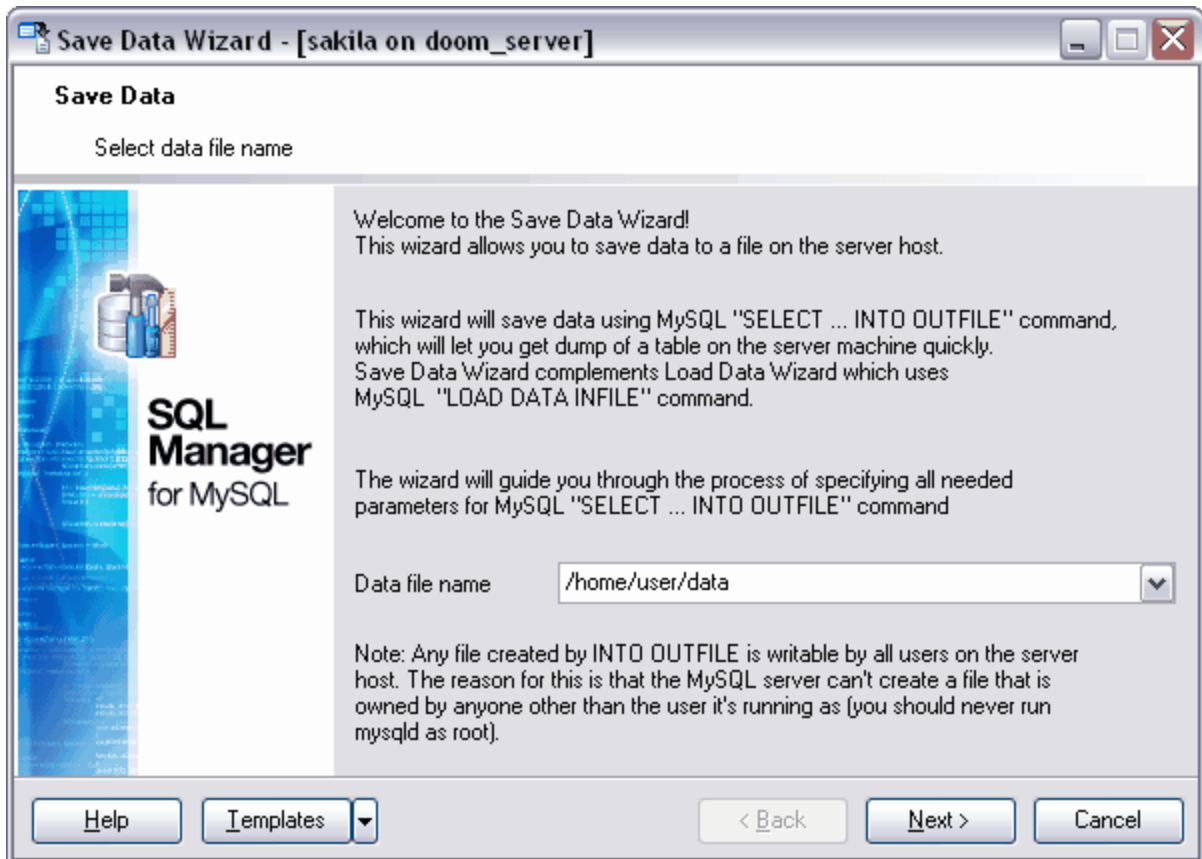 Save Data Wizard - [sakila on doom_server]
Save Data
Select data file name
Welcome to the Save Data Wizard!
This wizard allows you to save data to a file on the server host.
This wizard will save data using MySQL "SELECT ... INTO OUTFILE" command,
which will let you get dump of a table on the server machine quickly.
Save Data Wizard complements Load Data Wizard which uses
MySQL  "LOAD DATA INFILE" command.
SQL
Manager
for MySQL
The wizard will guide you through the process of specifying all needed
parameters for MySQL "SELECT ... INTO OUTFILE" command
Data file name
/home/user/data
Note: Any file created by INTO OUTFILE is writable by all users on the server
host. The reason for this is that the MySQL server can't create a file that is
owned by anyone other than the user it's running as (you should never run
mysqld as root).
Help
Templates
< Back
Next >
Cancel